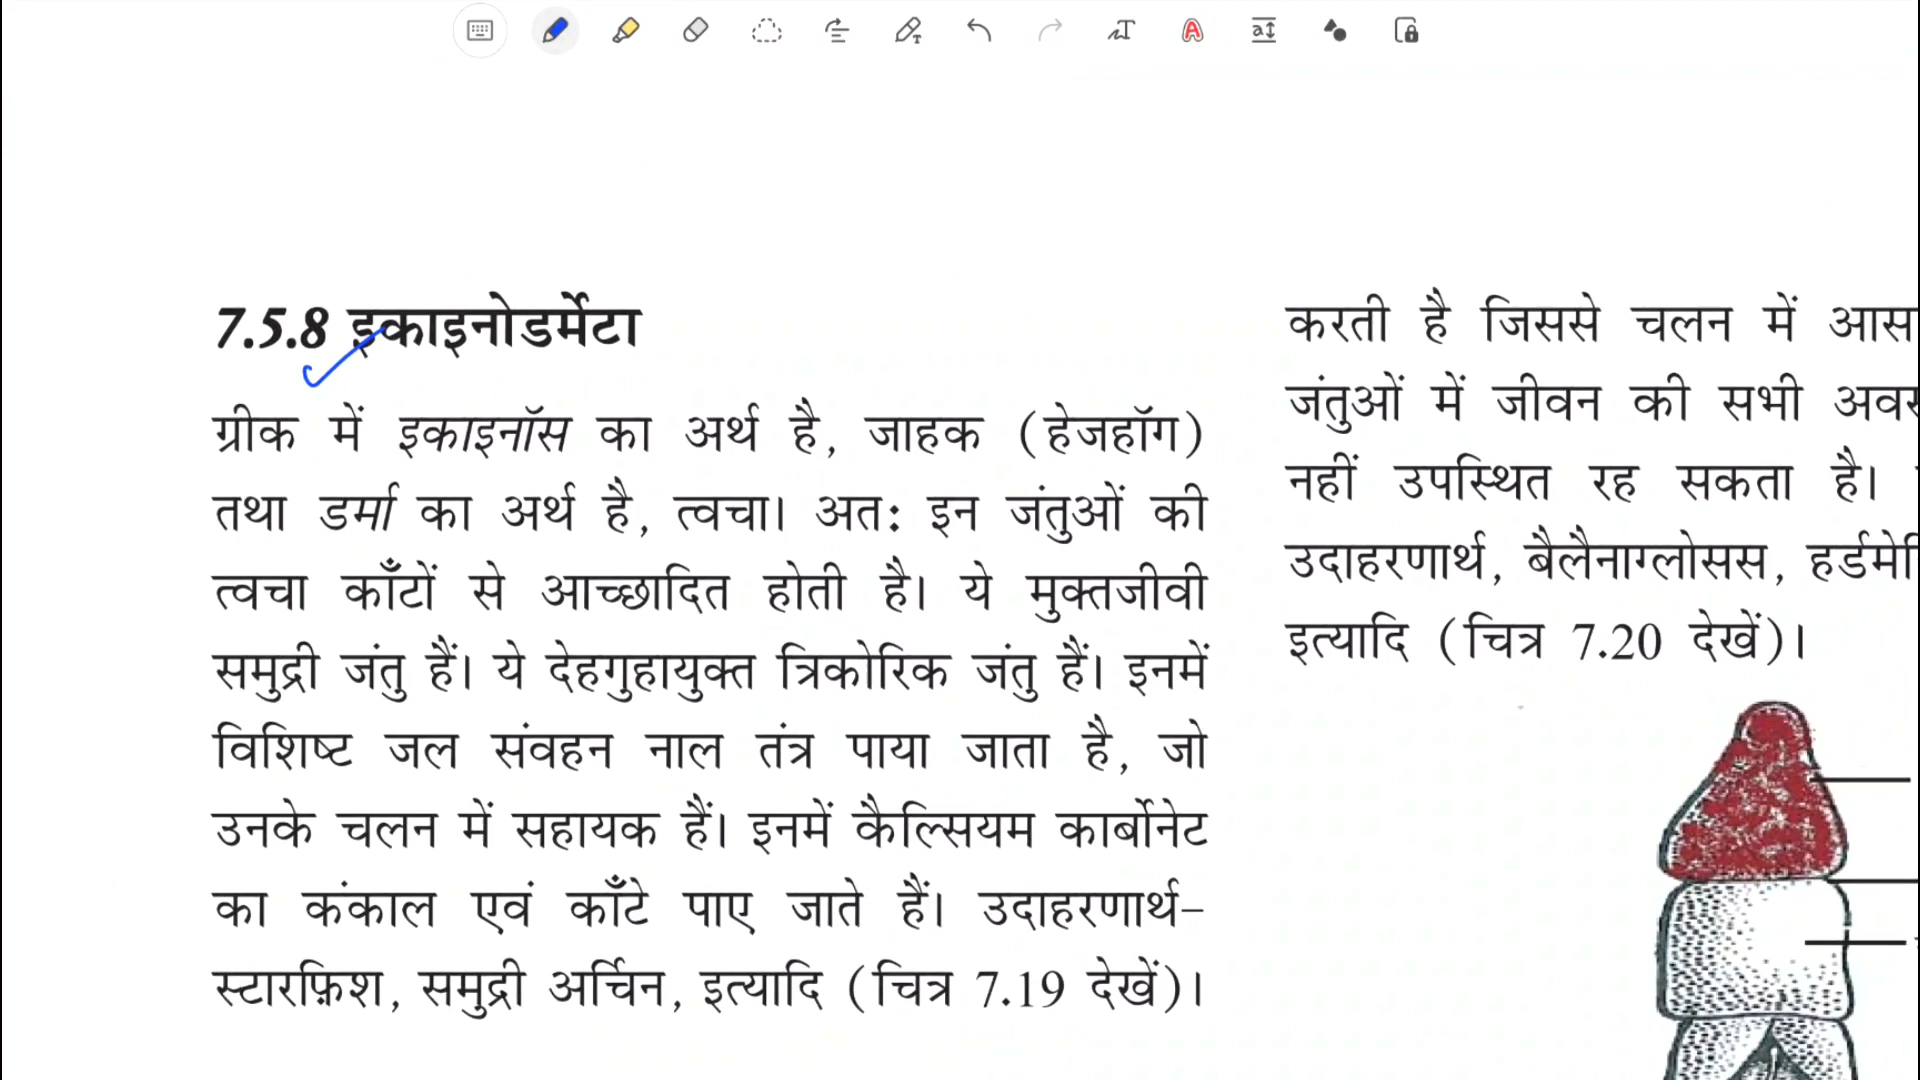 7.5.8 इकाइनोडर्मेटा
ग्रीक में इकाइनॉस का अर्थ है, जाहक (हेजहॉग)
तथा डर्मा का अर्थ है, त्वचा। अत: इन जंतुओं की
त्वचा काँटों से आच्छादित होती है। ये मुक्तजीवी
समुद्री जंतु हैं। ये देहगुहायुक्त त्रिकोरिक जंतु हैं। इनमें
विशिष्ट जल संवहन नाल तंत्र पाया जाता है, जो
उनके चलन में सहायक हैं। इनमें कैल्सियम कार्बोनेट
का कंकाल एवं काँटे पाए जाते हैं। उदाहरणार्थ–
स्टारफ़िश, समुद्री अर्चिन, इत्यादि (चित्र 7.19 देखें)।
करती है जिससे चलन में
जंतुओं में जीवन की सभी
नहीं उपस्थित रह सकता है।
उदाहरणार्थ, बैलैनाग्लोसस,
इत्यादि (चित्र 7.20 देखें)।